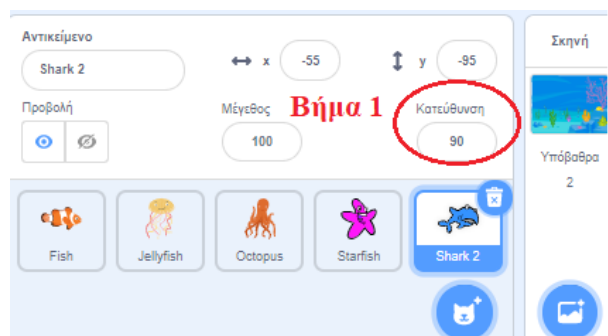 Αντικείμενο
Shark 2
x -55
y -95
Σκηνή
Προβολή
Μέγεθος
Βήμα 1
Κατεύθυνση
100
90
Υπόβαθρα
2
Fish
Jellyfish
Octopus
Starfish
Shark 2